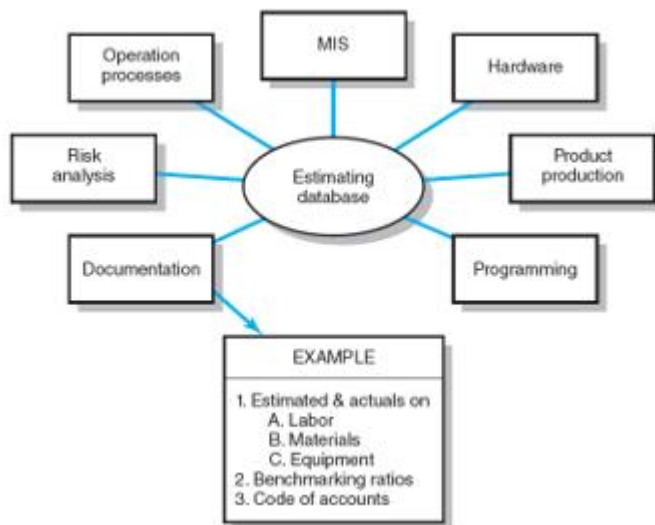 MIS
Operation
processes
Hardware
Risk
analysis
Estimating
database
Product
production
Documentation
Programming
EXAMPLE
1. Estimated & actuals on
A. Labor
B. Materials
C. Equipment
2. Benchmarking ratios
3. Code of accounts